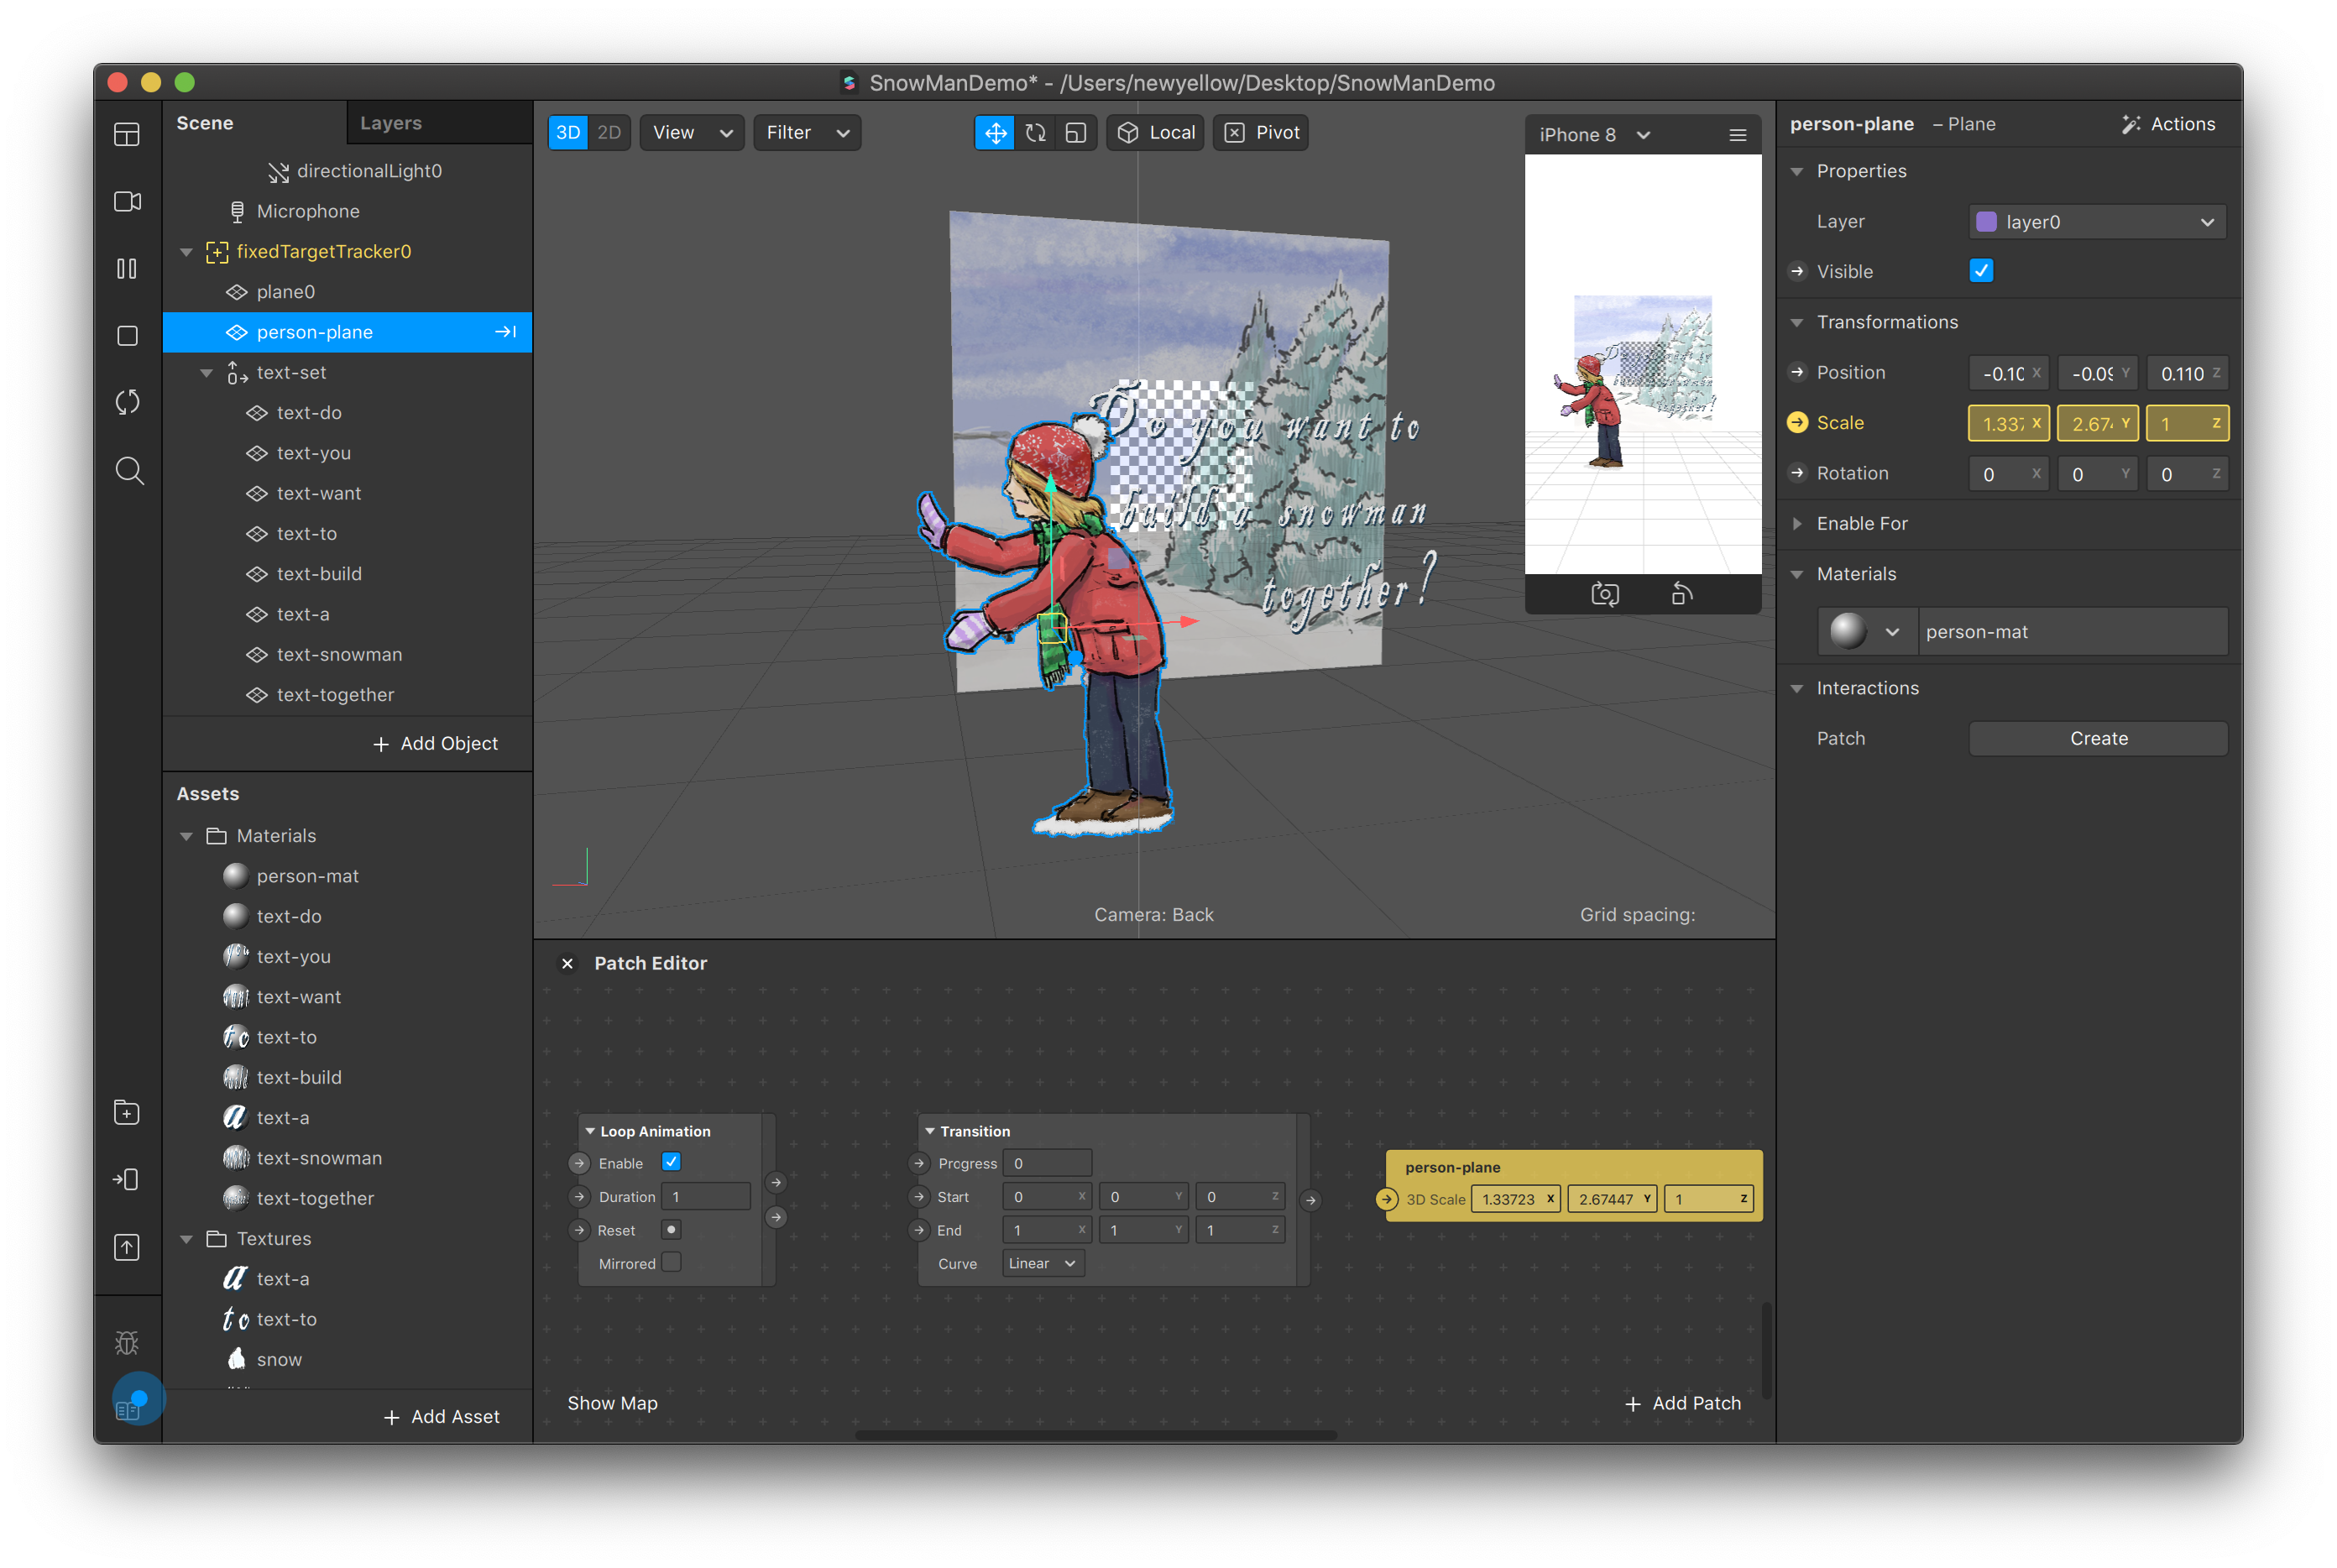 SnowManDemo* - /Users/newyellow/Desktop/SnowManDemo
Scene
Layers
directionalLight0
Microphone
fixedTargetTracker0
plane0
person-plane
text-set
text-do
text-you
text-want
text-to
text-build
text-a
text-snowman
text-together
+ Add Object
Assets
Materials
person-mat
text-do
text-you
text-want
text-to
text-build
text-a
text-snowman
text-together
Textures
text-a
text-to
snow
+ Add Asset
3D 2D View Filter Local Pivot
Do you want to
build a snowman
together?
Camera: Back
Grid spacing:
iPhone 8
Patch Editor
Loop Animation
Enable
Duration 1
Reset
Mirrored
Transition
Progress 0
Start 0 X 0 Y 0 Z
End 1 X 1 Y 1 Z
Curve Linear
person-plane
3D Scale 1.33723 X 2.67447 Y 1 Z
Show Map
+ Add Patch
person-plane – Plane Actions
Properties
Layer layer0
Visible
Transformations
Position -0.10 X -0.09 Y 0.110 Z
Scale 1.337 X 2.67 Y 1 Z
Rotation 0 X 0 Y 0 Z
Enable For
Materials
person-mat
Interactions
Patch Create